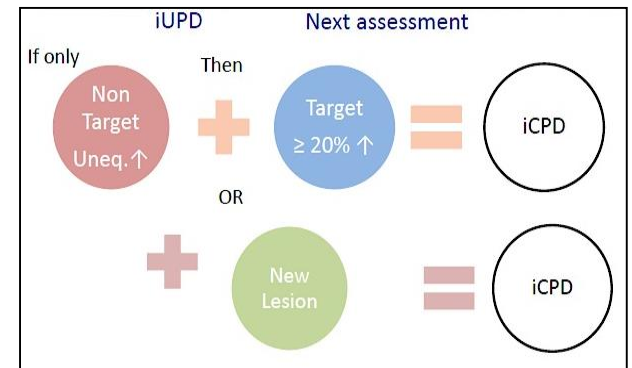 iUPD
Next assessment
If only
Then
Non
Target
Uneq.↑
Target
≥ 20% ↑
iCPD
OR
New
Lesion
iCPD